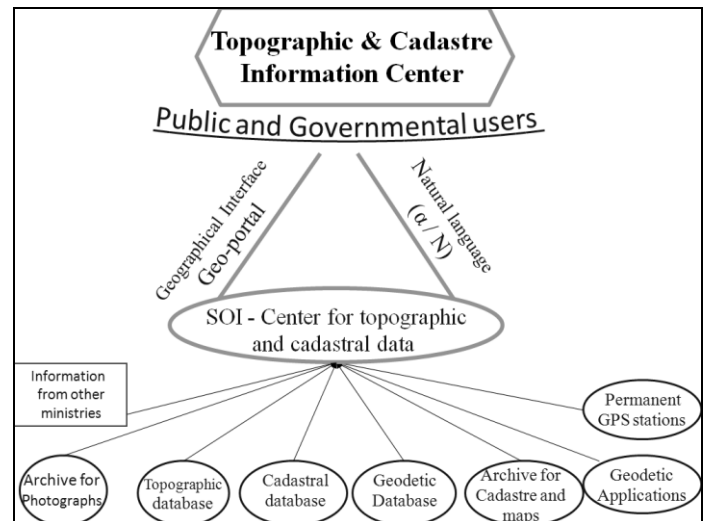 Topographic & Cadastre
Information Center
Public and Governmental users
Geographical Interface
Geo-portal
Natural language
(α / N)
SOI - Center for topographic
and cadastral data
Information
from other
ministries
Permanent
GPS stations
Archive for
Photographs
Topographic
database
Cadastral
database
Geodetic
Database
Archive for
Cadastre and
maps
Geodetic
Applications